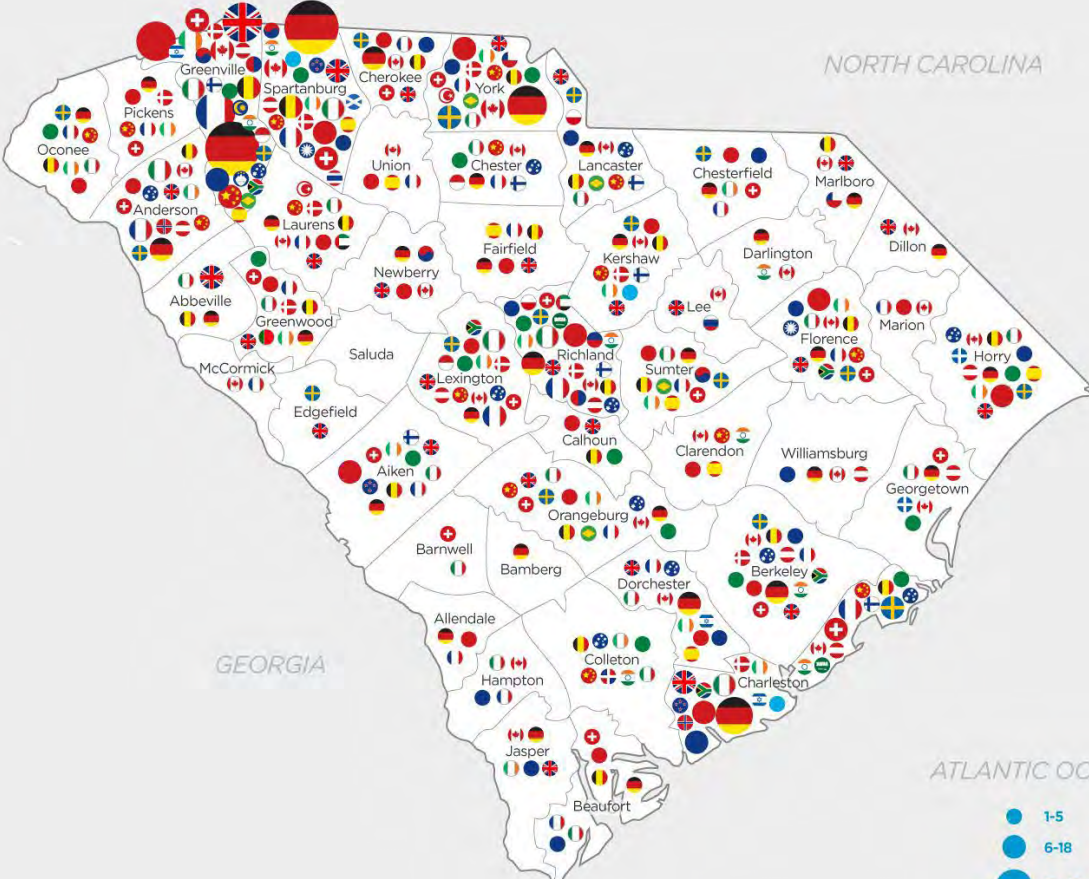 NORTH CAROLINA
Greenville
Spartanburg
Cherokee
York
Pickens
Oconee
Union
Chester
Lancaster
Chesterfield
Marlboro
Anderson
Laurens
Fairfield
Kershaw
Darlington
Dillon
Newberry
Abbeville
Greenwood
Lee
Marion
Florence
Horry
McCormick
Saluda
Lexington
Richland
Sumter
Edgefield
Calhoun
Clarendon
Williamsburg
Aiken
Georgetown
Orangeburg
Barnwell
Bamberg
Dorchester
Berkeley
Allendale
Colleton
Charleston
GEORGIA
Hampton
Jasper
Beaufort
ATLANTIC OC
1-5
6-18